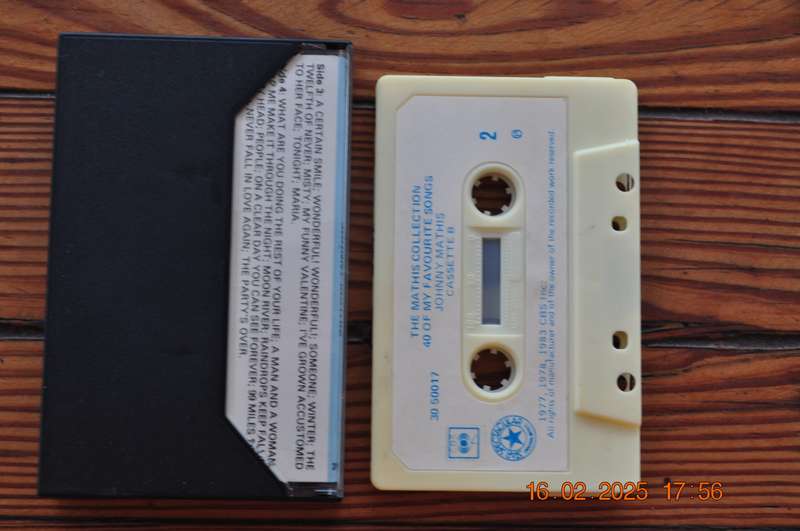 Side 3: A CERTAIN SMILE; WONDERFUL! WONDERFUL!; SOMEONE; WINTER; THE
TWELFTH OF NEVER; MISTY; MY FUNNY VALENTINE; I'VE GROWN ACCUSTOMED
TO HER FACE; TONIGHT; MARIA.
4: WHAT ARE YOU DOING THE REST OF YOUR LIFE; A MAN AND A WOMAN;
ME MAKE IT THROUGH THE NIGHT; MOON RIVER; RAINDROPS KEEP
HEAD; PEOPLE; ON A CLEAR DAY YOU CAN SEE FOREVER; 99 MILES
NEVER FALL IN LOVE AGAIN; THE PARTY'S OVER.
THE MATHIS COLLECTION
40 OF MY FAVOURITE SONGS
JOHNNY MATHIS
CASSETTE B
2
30 50017
1977, 1978, 1983 CBS Inc.
All rights of manufacturer and of the owner of the recorded work reserved.
16.02.2025 17:56